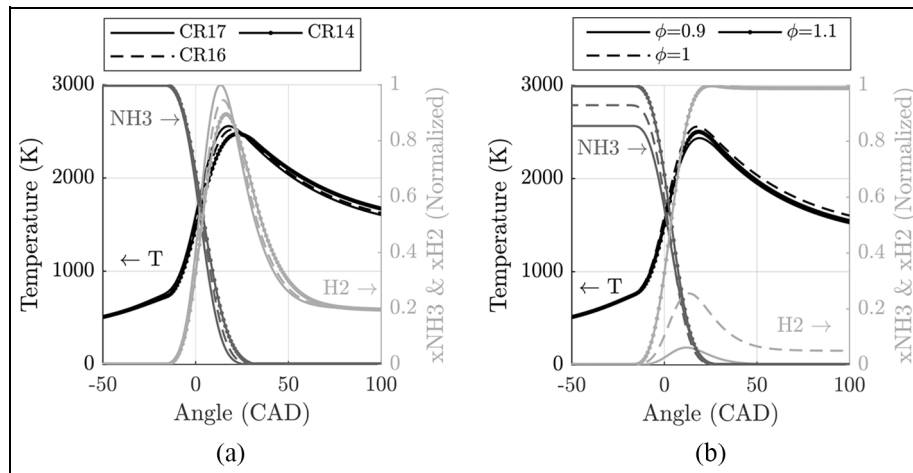 CR17 CR14
CR16
3000
2000
1000
0
Temperature (K)
NH3 →
← T
H2 →
1
0.8
0.6
0.4
0.2
0
xNH3 & xH2 (Normalized)
-50 0 50 100
Angle (CAD)
(a)
ϕ=0.9 ϕ=1.1
ϕ=1
3000
2000
1000
0
Temperature (K)
NH3 →
← T
H2 →
1
0.8
0.6
0.4
0.2
0
xNH3 & xH2 (Normalized)
-50 0 50 100
Angle (CAD)
(b)